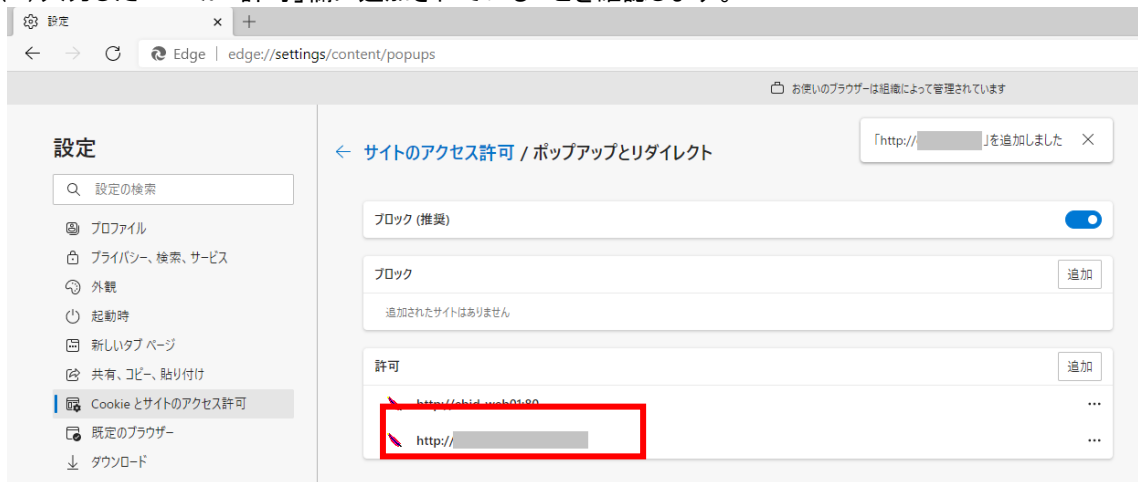 設定
Edge | edge://settings/content/popups
お使いのブラウザーは組織によって管理されています
設定
設定の検索
プロファイル
プライバシー、検索、サービス
外観
起動時
新しいタブ ページ
共有、コピー、貼り付け
Cookie とサイトのアクセス許可
既定のブラウザー
ダウンロード
サイトのアクセス許可 / ポップアップとリダイレクト
「http:// 」を追加しました
ブロック (推奨)
ブロック
追加
追加されたサイトはありません
許可
追加
http://